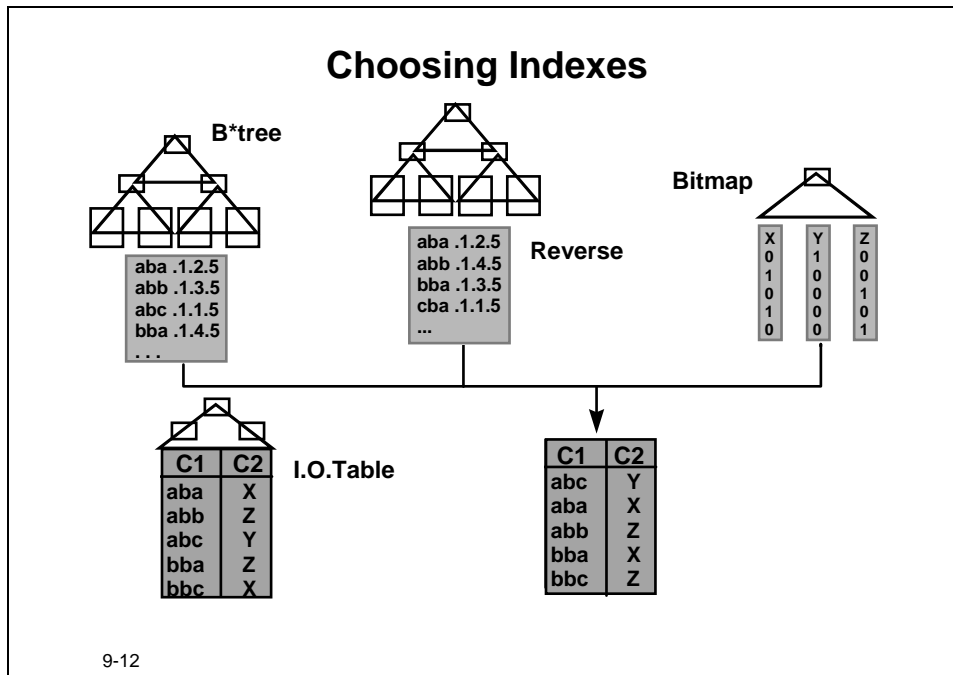 Choosing Indexes
B*tree
aba .1.2.5
abb .1.3.5
abc .1.1.5
bba .1.4.5
. . .
Reverse
aba .1.2.5
abb .1.4.5
bba .1.3.5
cba .1.1.5
...
Bitmap
X Y Z
0 1 0
1 0 0
0 0 1
1 0 0
0 0 1
I.O.Table
C1 C2
aba X
abb Z
abc Y
bba Z
bbc X
C1 C2
abc Y
aba X
abb Z
bba X
bbc Z
9-12